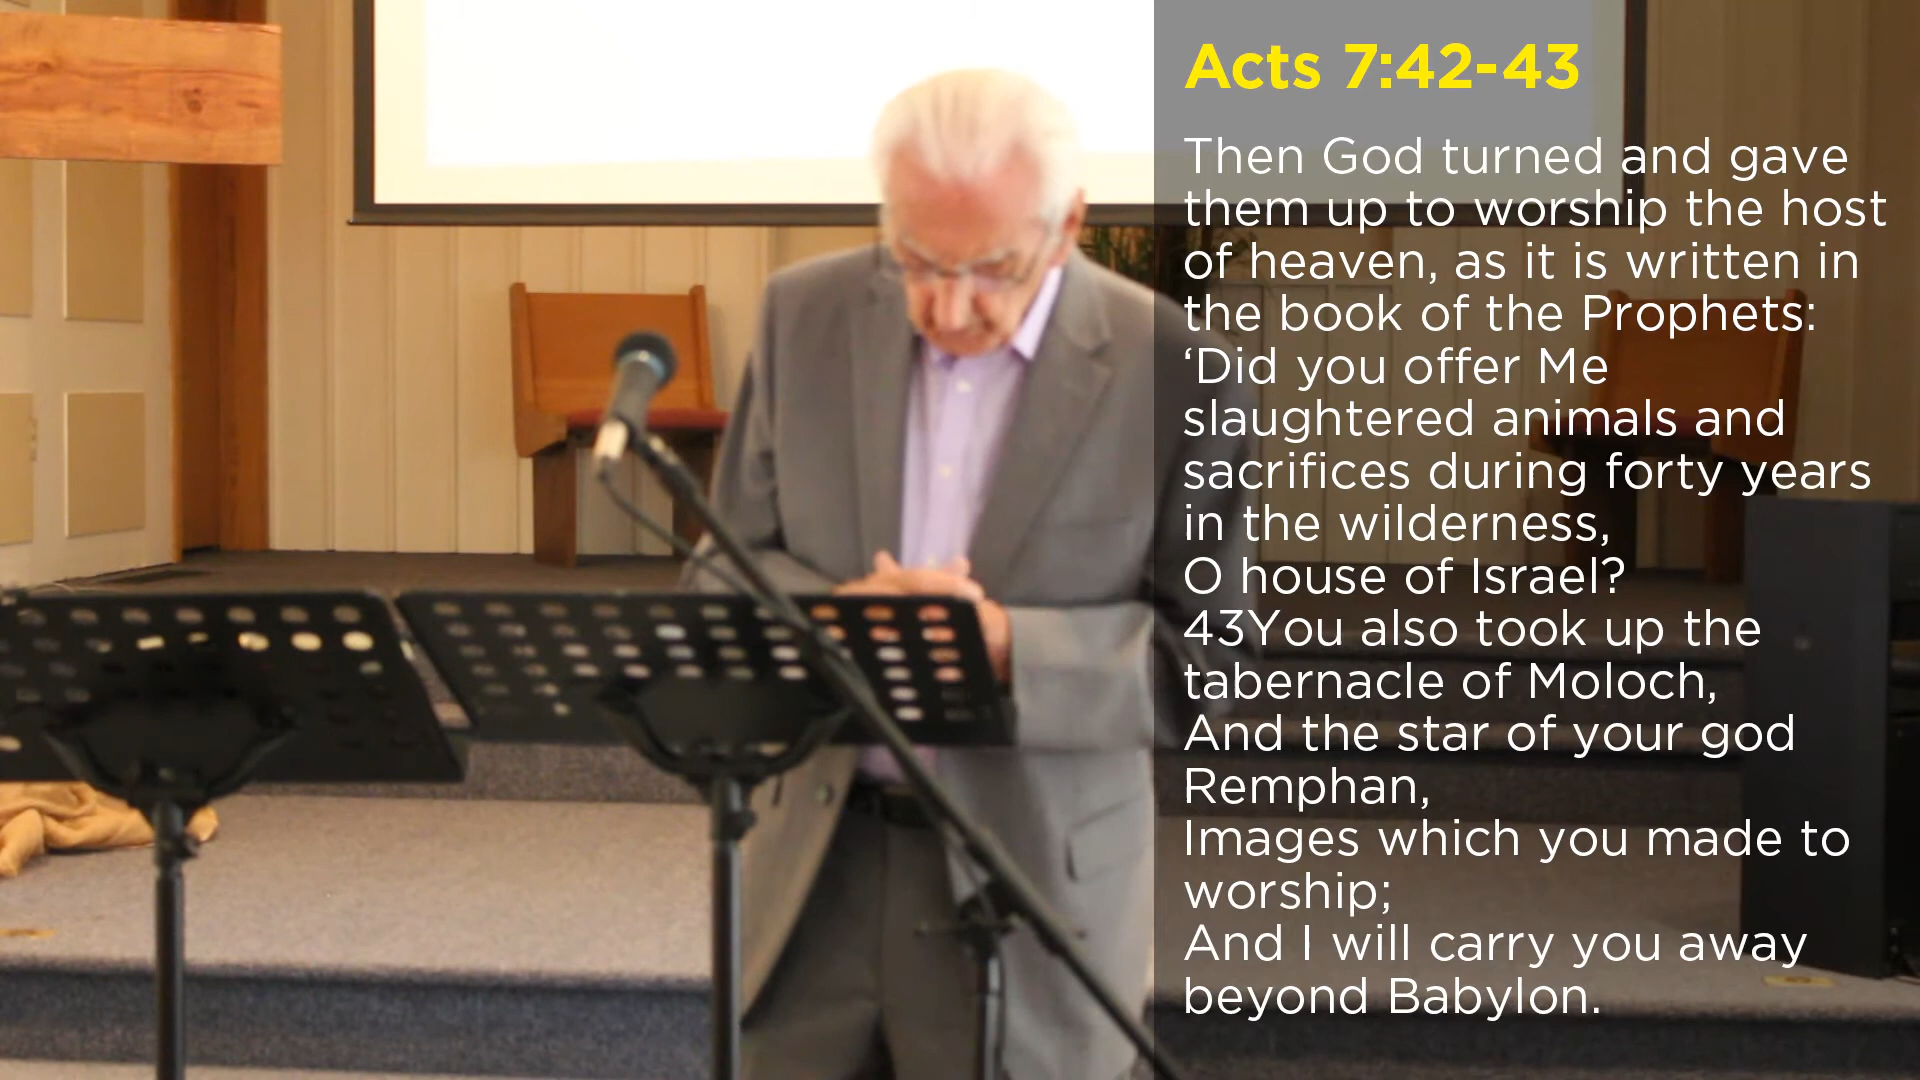 Acts 7:42-43
Then God turned and gave
them up to worship the host
of heaven, as it is written in
the book of the Prophets:
‘Did you offer Me
slaughtered animals and
sacrifices during forty years
in the wilderness,
O house of Israel?
43You also took up the
tabernacle of Moloch,
And the star of your god
Remphan,
Images which you made to
worship;
And I will carry you away
beyond Babylon.